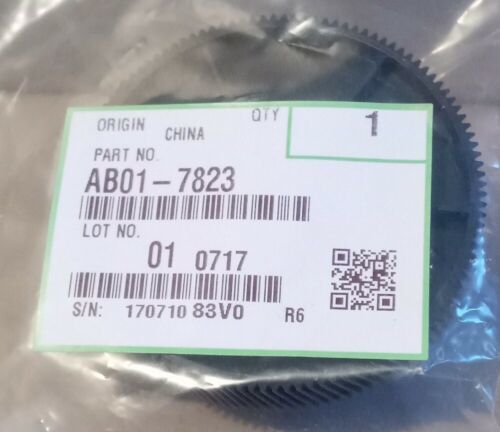 ORIGIN CHINA
QTY 1
PART NO.
AB01-7823
LOT NO.
01 0717
S/N: 170710 83V0 R6